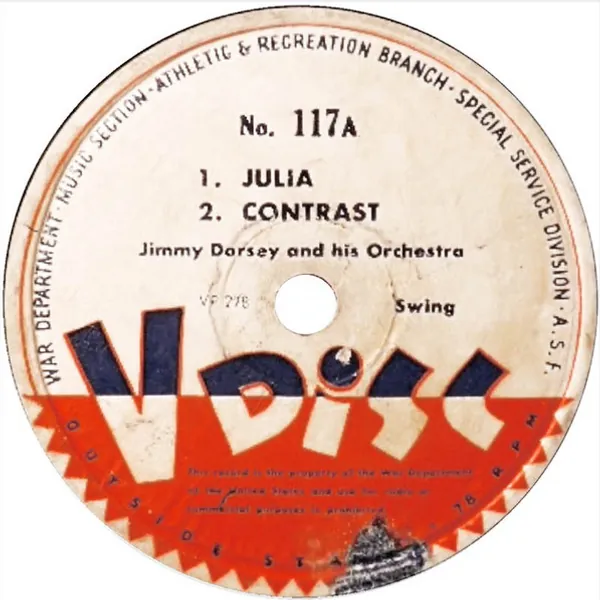 WAR DEPARTMENT · MUSIC SECTION · ATHLETIC & RECREATION BRANCH · SPECIAL SERVICE DIVISION · A.S.F.
No. 117A
1. JULIA
2. CONTRAST
Jimmy Dorsey and his Orchestra
VP 278
Swing
V DiSC
This record is the property of the War Department
of the United States and use for radio or
commercial purposes is prohibited.
OUTSIDE STA
78 RPM